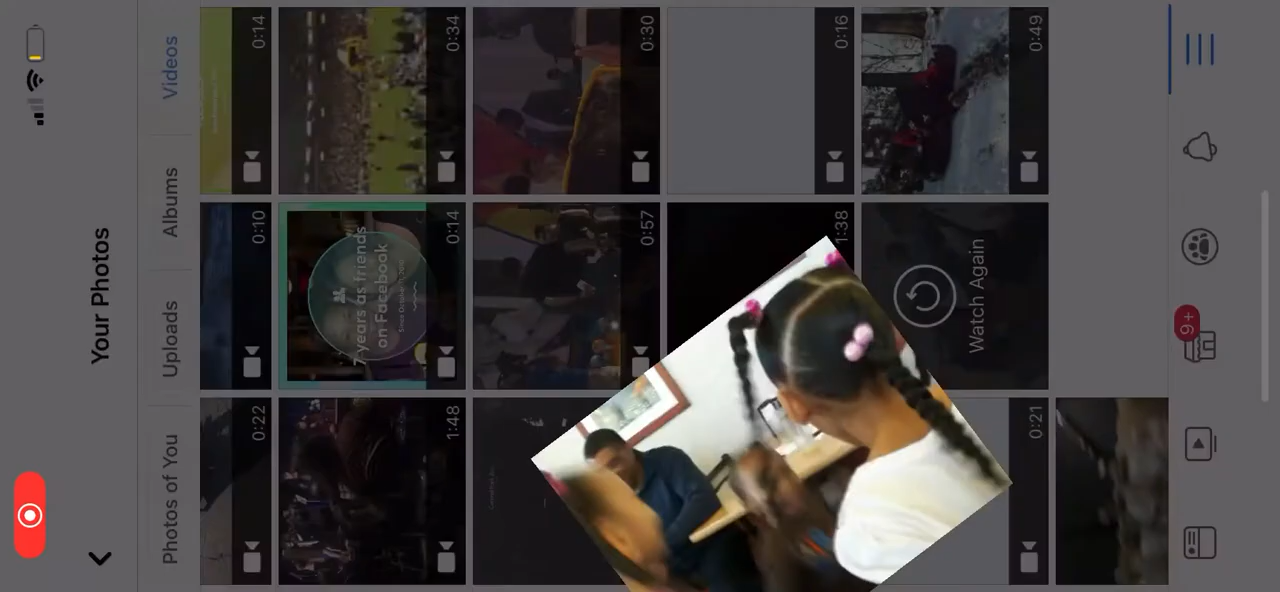 Your Photos
Photos of You
Uploads
Albums
Videos
0:22
0:10
0:14
1:48
7 years as friends
on Facebook
0:14
0:34
0:57
0:30
1:38
0:16
0:21
Watch Again
0:49
9+